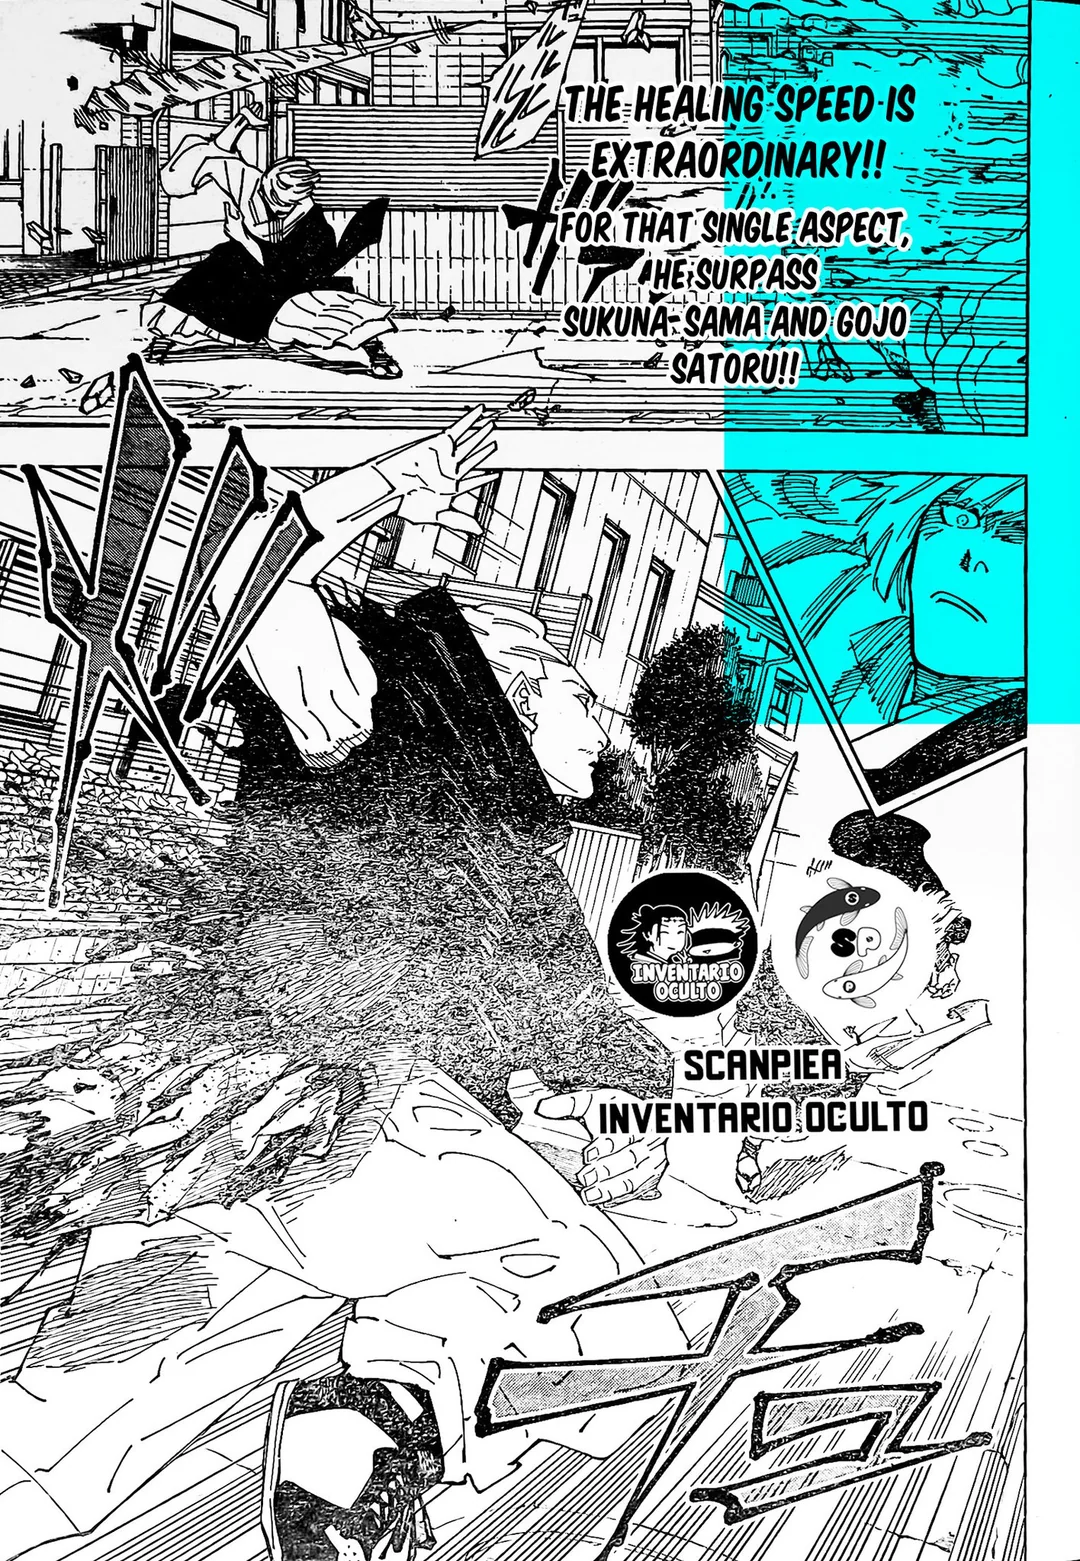 THE HEALING SPEED IS
EXTRAORDINARY!!
FOR THAT SINGLE ASPECT,
HE SURPASS
SUKUNA-SAMA AND GOJO
SATORU!!
INVENTARIO
OCULTO
S
SP
P
SCANPIEA
INVENTARIO OCULTO